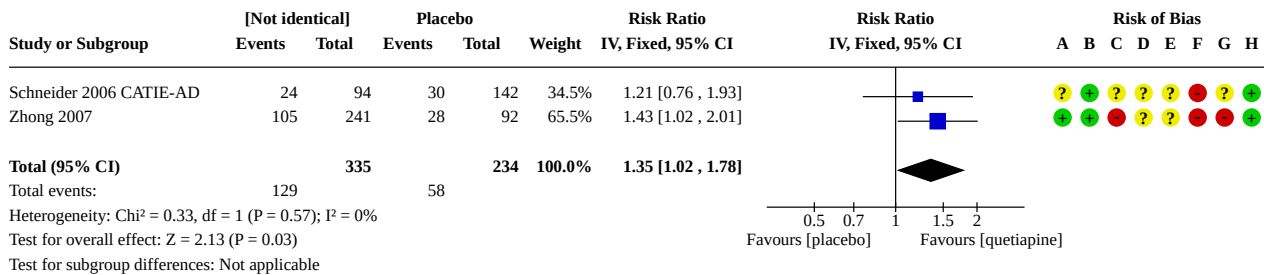 [Not identical] Placebo Risk Ratio Risk Ratio Risk of Bias
Study or Subgroup Events Total Events Total Weight IV, Fixed, 95% CI IV, Fixed, 95% CI A B C D E F G H
Schneider 2006 CATIE-AD 24 94 30 142 34.5% 1.21 [0.76 , 1.93] ? + ? ? ? - ? +
Zhong 2007 105 241 28 92 65.5% 1.43 [1.02 , 2.01] + + - ? ? - - +
Total (95% CI) 335 234 100.0% 1.35 [1.02 , 1.78]
Total events: 129 58
Heterogeneity: Chi² = 0.33, df = 1 (P = 0.57); I² = 0%
0.5 0.7 1 1.5 2
Test for overall effect: Z = 2.13 (P = 0.03) Favours [placebo] Favours [quetiapine]
Test for subgroup differences: Not applicable